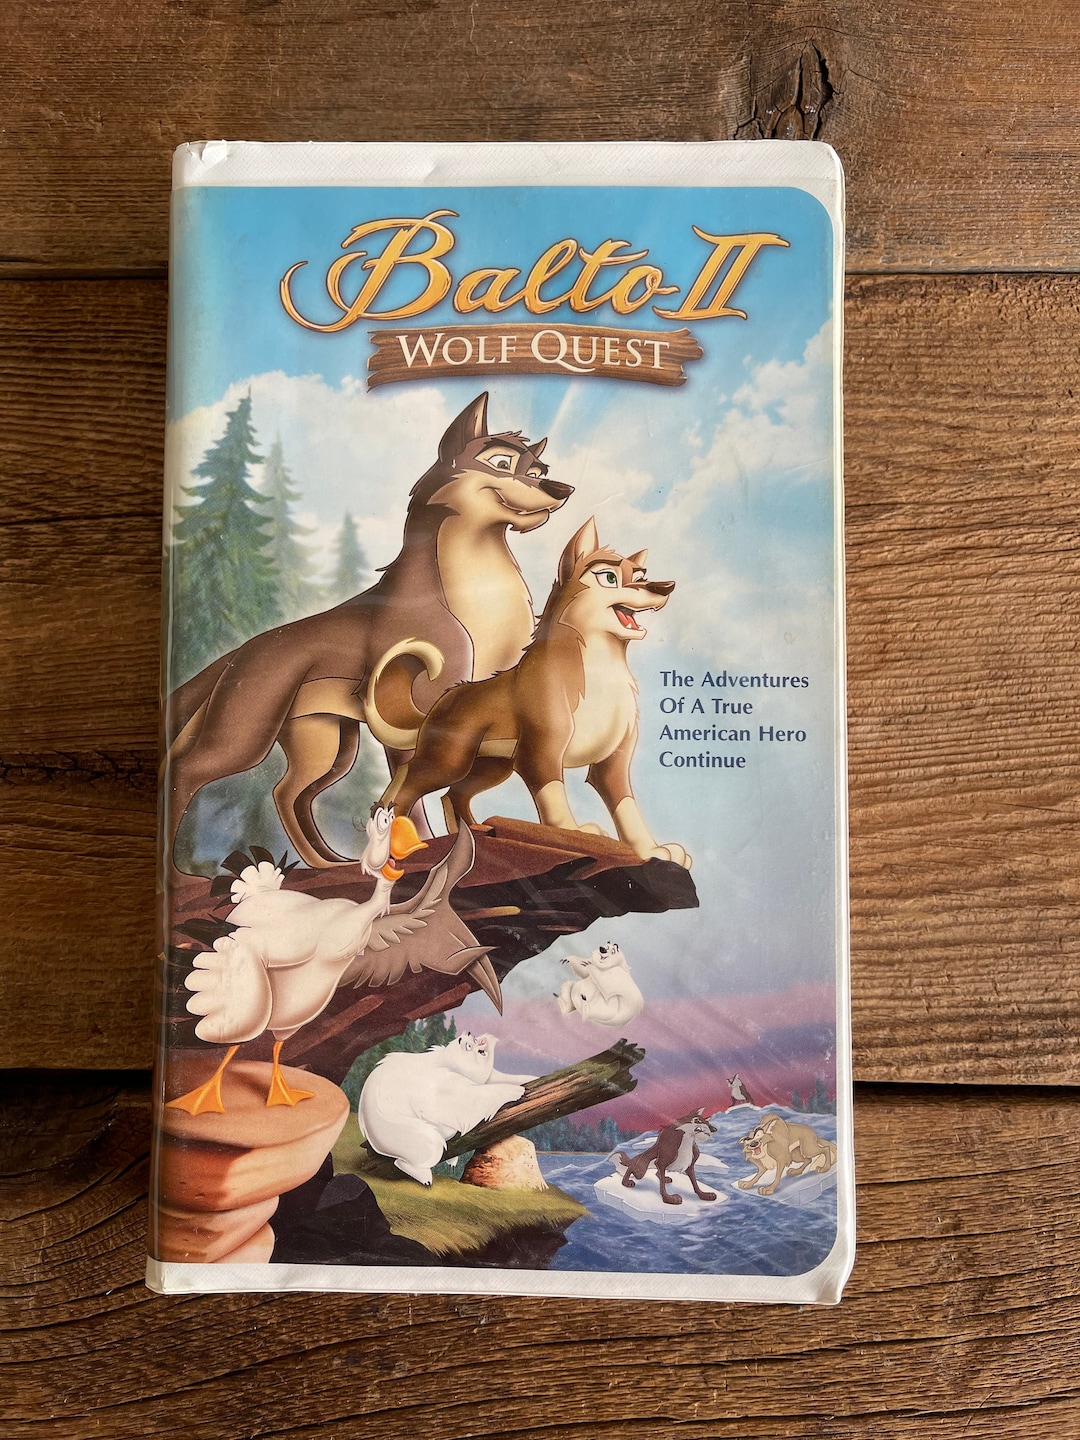 Balto II
WOLF QUEST
The Adventures
Of A True
American Hero
Continue